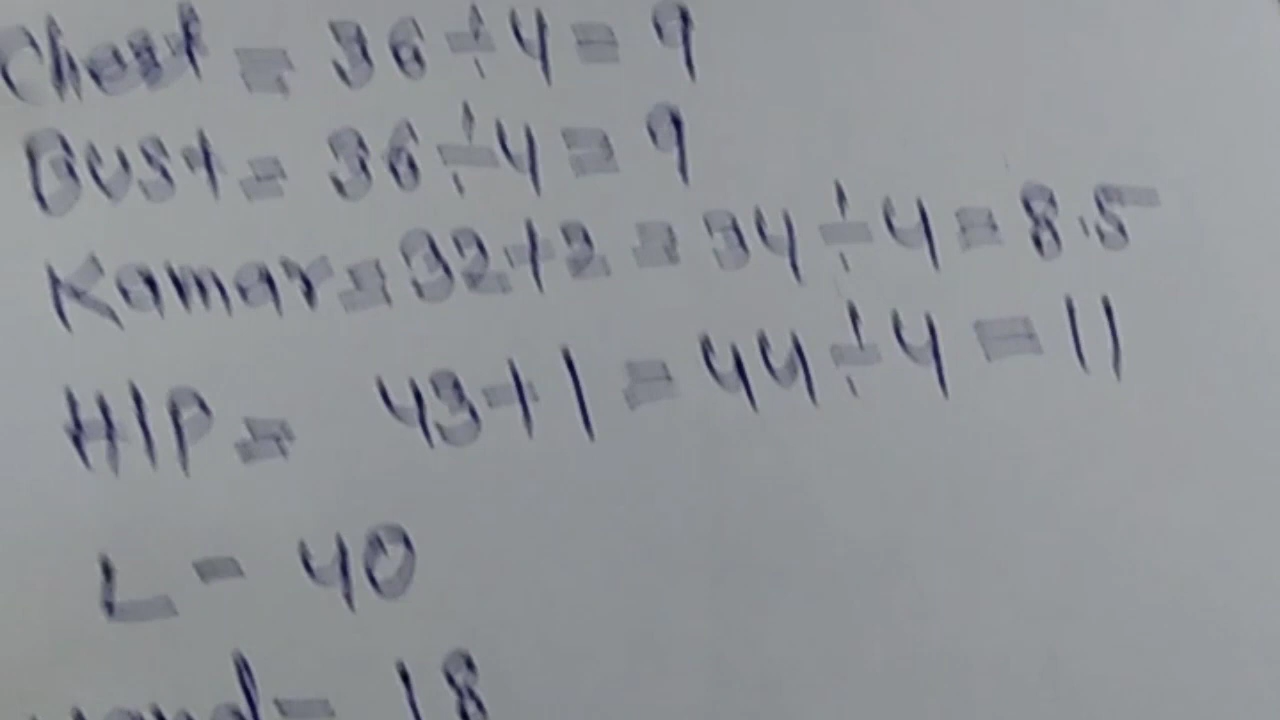 Chest = 36 ÷ 4 = 9
Bust = 36 ÷ 4 = 9
Kamar = 32 + 2 = 34 ÷ 4 = 8.5
HIP = 43 + 1 = 44 ÷ 4 = 11
L - 40
= 18